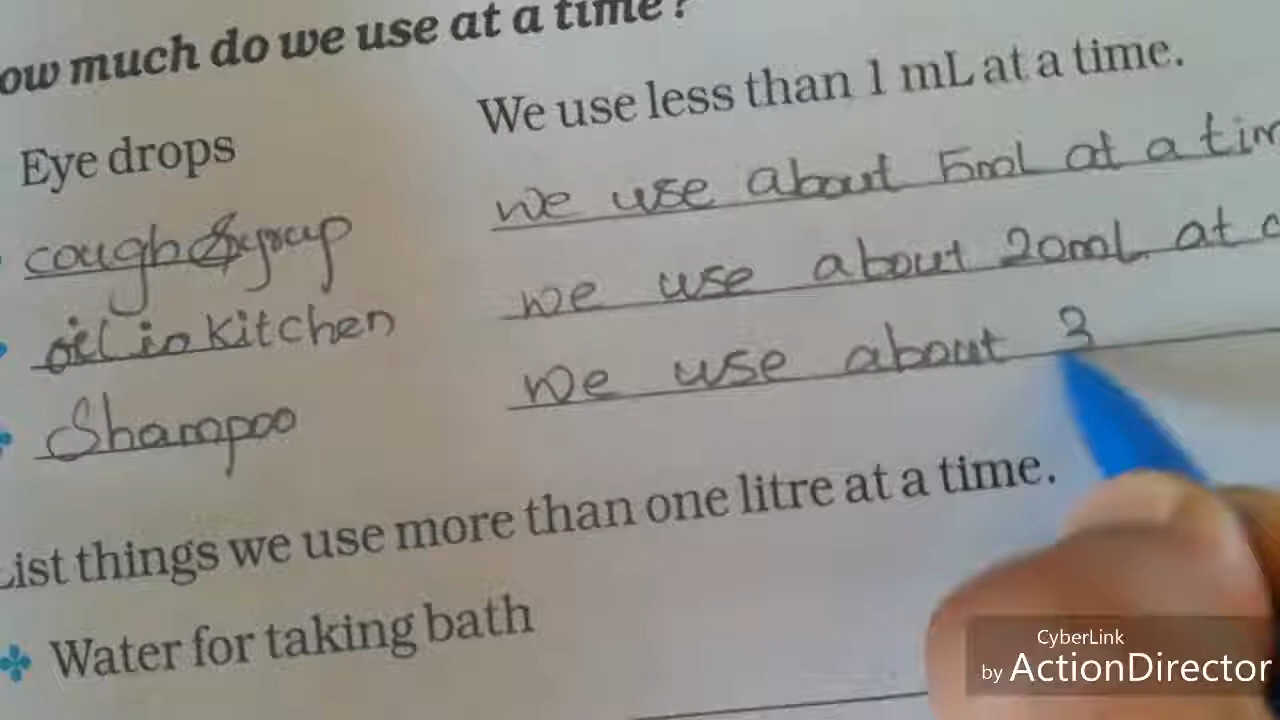 ow much do we use at a time?
Eye drops We use less than 1 mL at a time.
cough syrup we use about 5ml at a tim
oil in kitchen we use about 20mL at a
Shampoo we use about 3
List things we use more than one litre at a time.
Water for taking bath
CyberLink
by ActionDirector